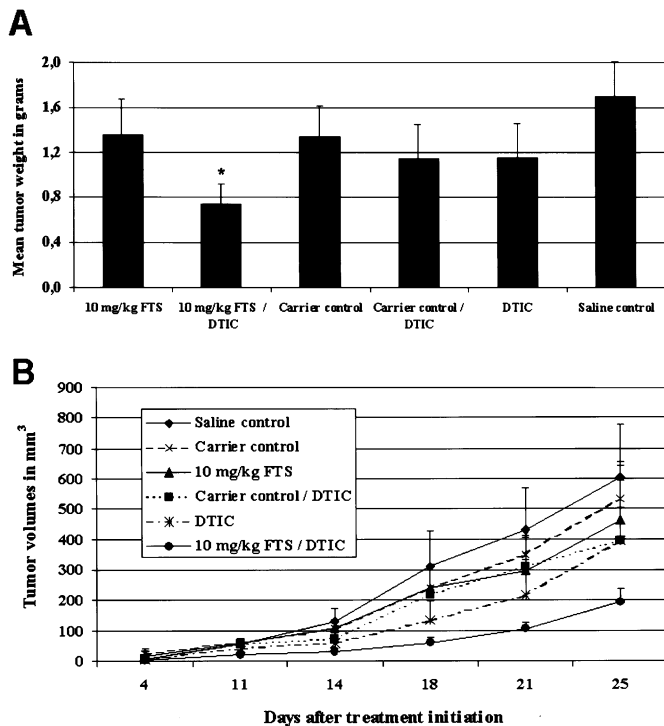 A
Mean tumor weight in grams
2,0
1,6
1,2
0,8
0,4
0,0
*
10 mg/kg FTS
10 mg/kg FTS /
DTIC
Carrier control
Carrier control /
DTIC
DTIC
Saline control
B
Tumor volumes in mm³
900
800
700
600
500
400
300
200
100
0
Saline control
Carrier control
10 mg/kg FTS
Carrier control / DTIC
DTIC
10 mg/kg FTS / DTIC
4 11 14 18 21 25
Days after treatment initiation